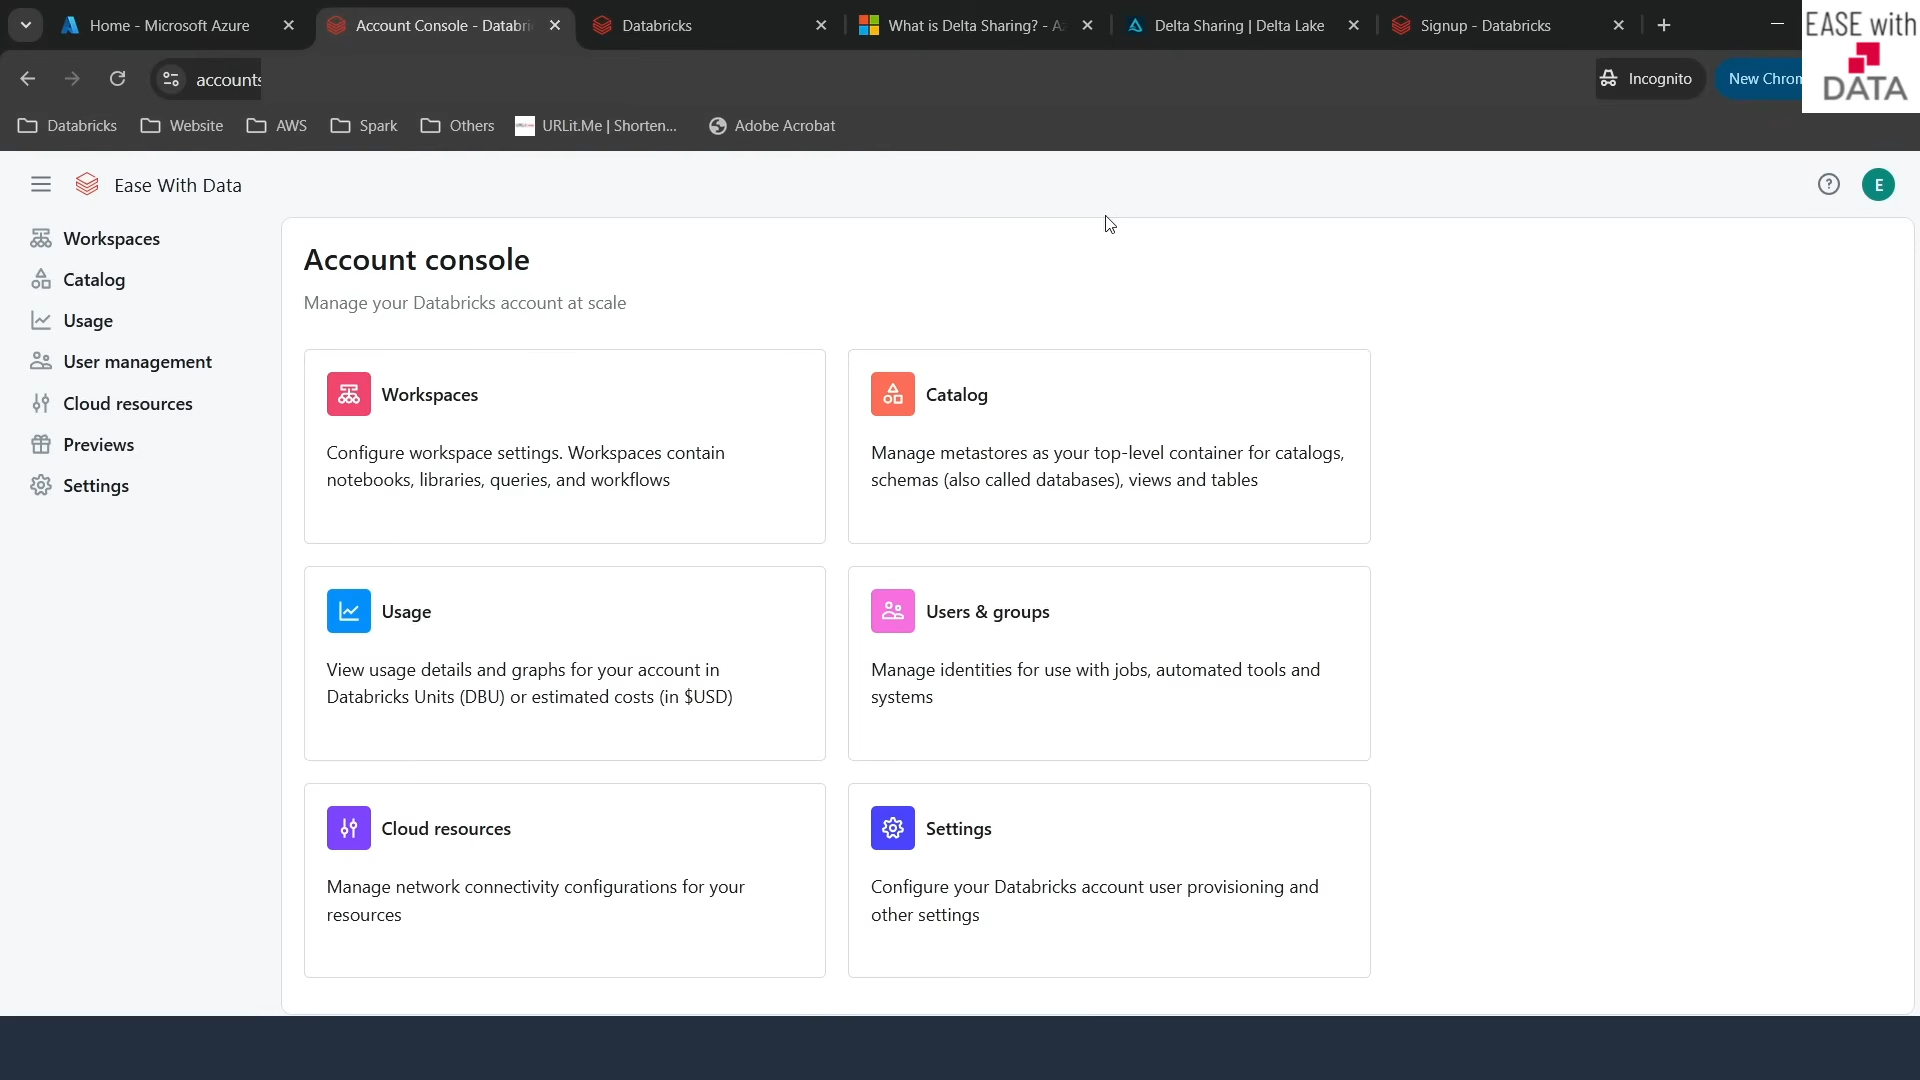 Home - Microsoft Azure
Account Console - Databri
Databricks
What is Delta Sharing? - Az
Delta Sharing | Delta Lake
Signup - Databricks
EASE with
DATA
accounts
Incognito
New Chrom
Databricks
Website
AWS
Spark
Others
URLit.Me | Shorten...
Adobe Acrobat
Ease With Data
E
Workspaces
Catalog
Usage
User management
Cloud resources
Previews
Settings
Account console
Manage your Databricks account at scale
Workspaces
Configure workspace settings. Workspaces contain
notebooks, libraries, queries, and workflows
Catalog
Manage metastores as your top-level container for catalogs,
schemas (also called databases), views and tables
Usage
View usage details and graphs for your account in
Databricks Units (DBU) or estimated costs (in $USD)
Users & groups
Manage identities for use with jobs, automated tools and
systems
Cloud resources
Manage network connectivity configurations for your
resources
Settings
Configure your Databricks account user provisioning and
other settings